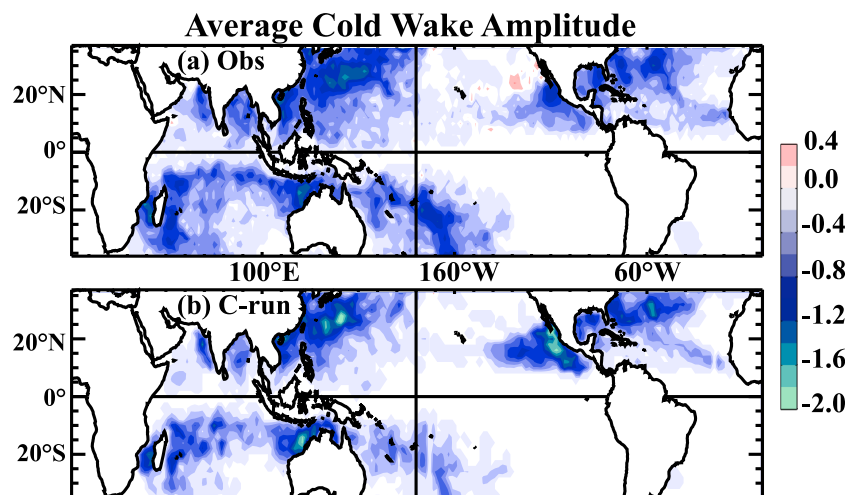 Average Cold Wake Amplitude
(a) Obs
20°N
0°
20°S
100°E 160°W 60°W
(b) C-run
20°N
0°
20°S
0.4
0.0
-0.4
-0.8
-1.2
-1.6
-2.0